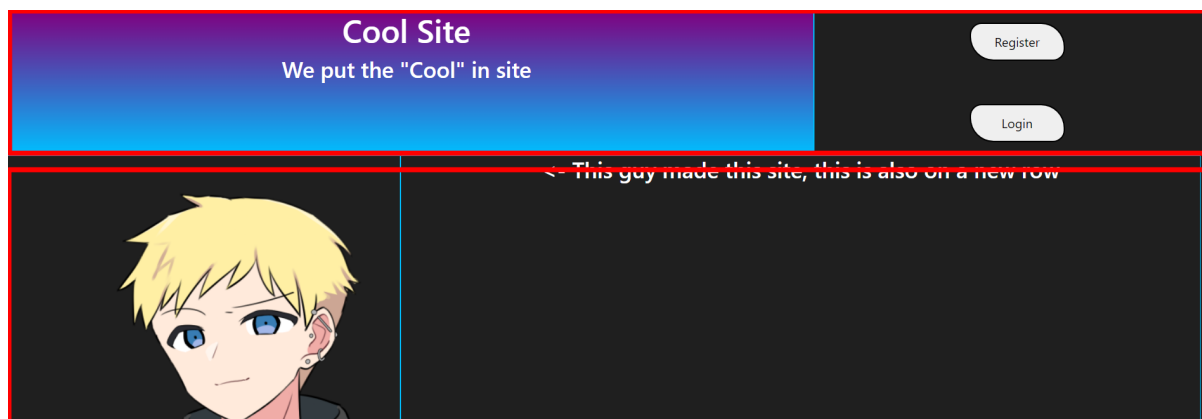 Cool Site
We put the "Cool" in site
Register
Login
<- This guy made this site, this is also on a new row